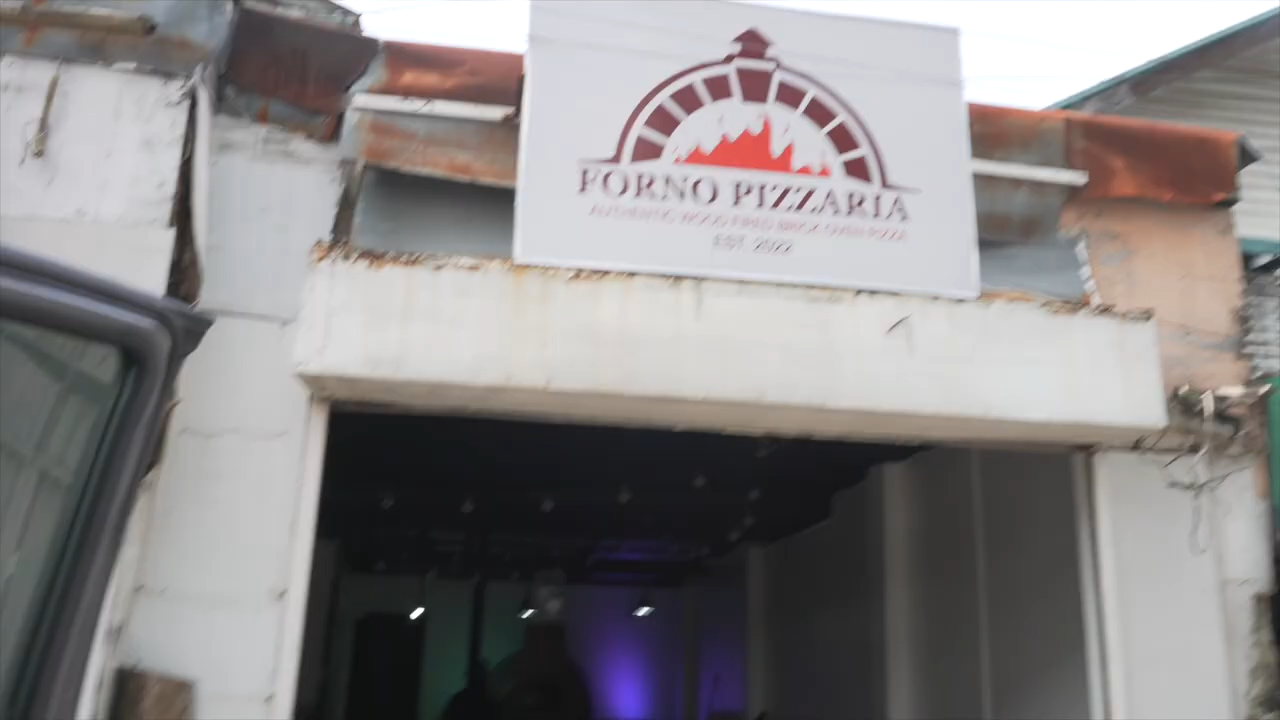 FORNO PIZZARIA
AUTHENTIC WOOD FIRED BRICK OVEN PIZZA
EST. 2022